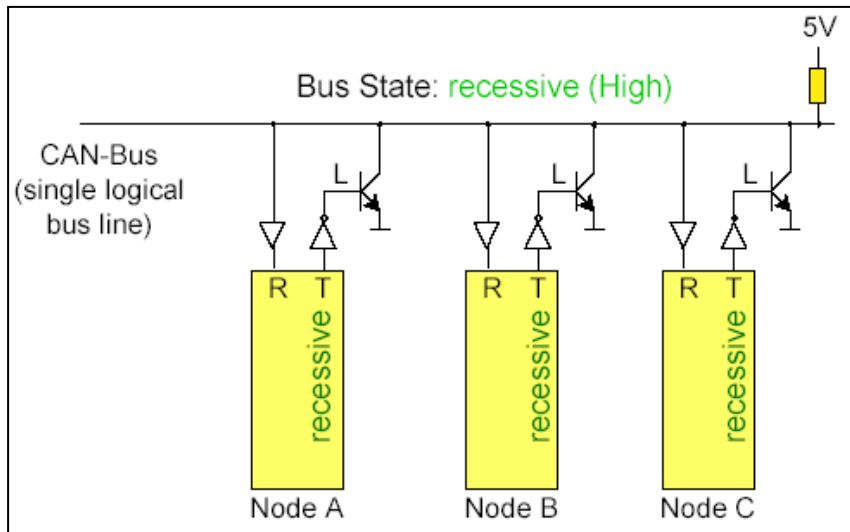 5V
Bus State: recessive (High)
CAN-Bus
(single logical
bus line)
L
L
L
R T
R T
R T
recessive
recessive
recessive
Node A
Node B
Node C